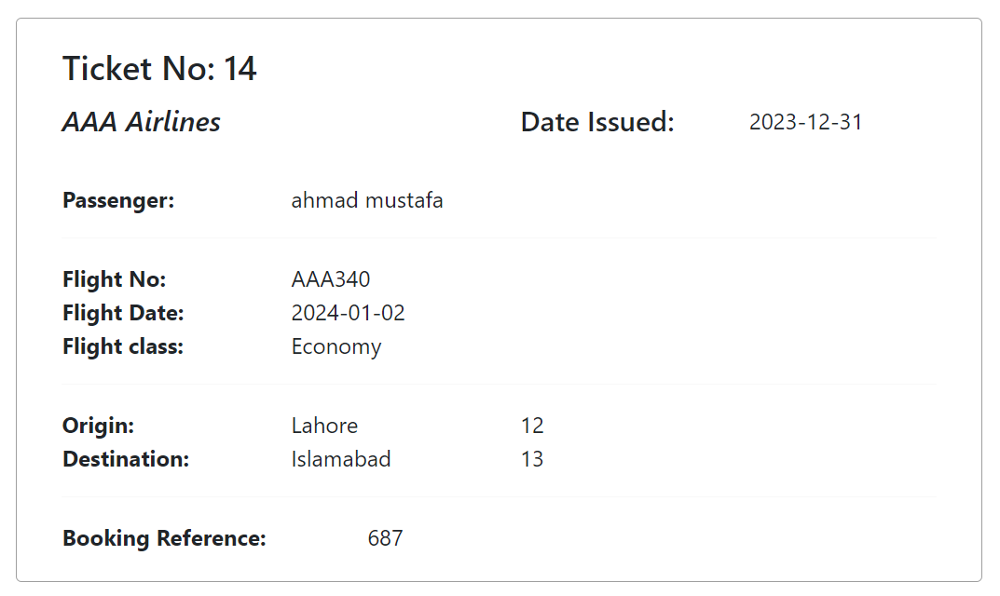 Ticket No: 14
AAA Airlines Date Issued: 2023-12-31
Passenger: ahmad mustafa
Flight No: AAA340
Flight Date: 2024-01-02
Flight class: Economy
Origin: Lahore 12
Destination: Islamabad 13
Booking Reference: 687